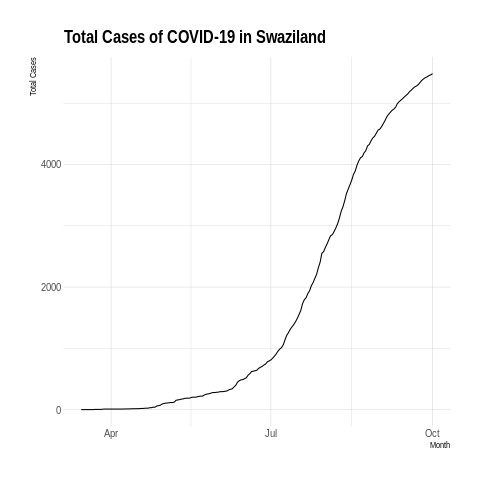 Total Cases of COVID-19 in Swaziland
Total Cases
4000
2000
0
Apr
Jul
Oct
Month